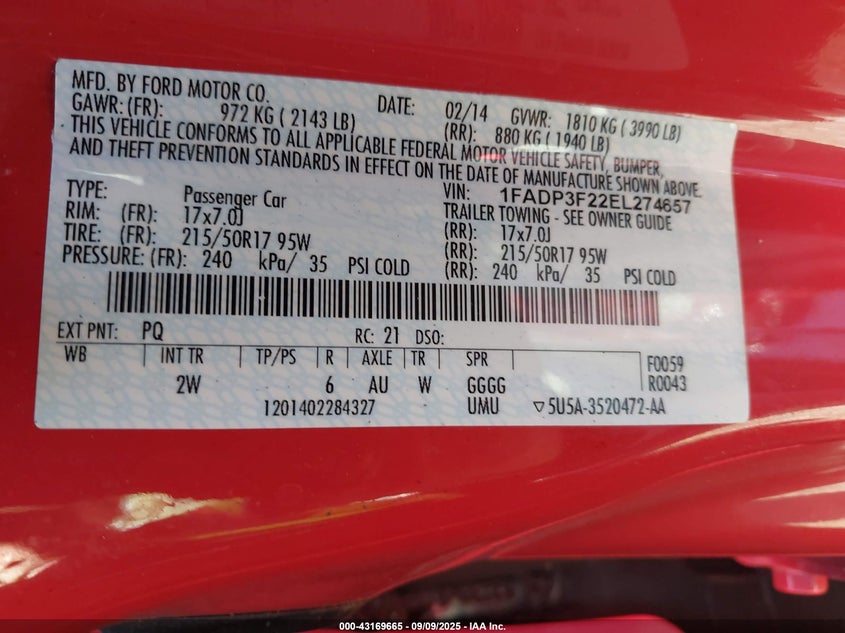 MFD. BY FORD MOTOR CO. DATE: 02/14 GVWR: 1810 KG ( 3990 LB)
GAWR: (FR): 972 KG ( 2143 LB) (RR): 880 KG ( 1940 LB)
THIS VEHICLE CONFORMS TO ALL APPLICABLE FEDERAL MOTOR VEHICLE SAFETY, BUMPER,
AND THEFT PREVENTION STANDARDS IN EFFECT ON THE DATE OF MANUFACTURE SHOWN ABOVE.
VIN: 1FADP3F22EL274657
TYPE: Passenger Car TRAILER TOWING - SEE OWNER GUIDE
RIM: (FR): 17x7.0J (RR): 17x7.0J
TIRE: (FR): 215/50R17 95W (RR): 215/50R17 95W
PRESSURE: (FR): 240 kPa/ 35 PSI COLD (RR): 240 kPa/ 35 PSI COLD
EXT PNT: PQ RC: 21 DSO:
WB INT TR TP/PS R AXLE TR SPR F0059
2W 6 AU W GGGG R0043
1201402284327 UMU ▽5U5A-3520472-AA
000-43169665 - 09/09/2025 - IAA Inc.